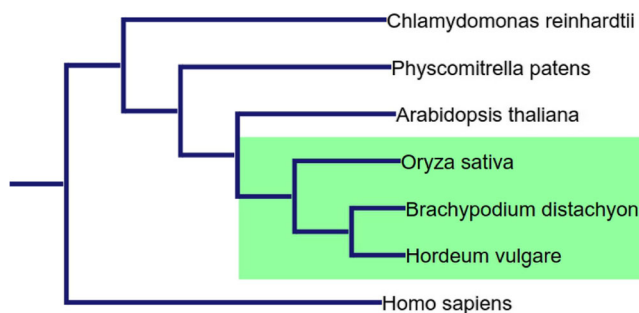 Chlamydomonas reinhardtii
Physcomitrella patens
Arabidopsis thaliana
Oryza sativa
Brachypodium distachyon
Hordeum vulgare
Homo sapiens